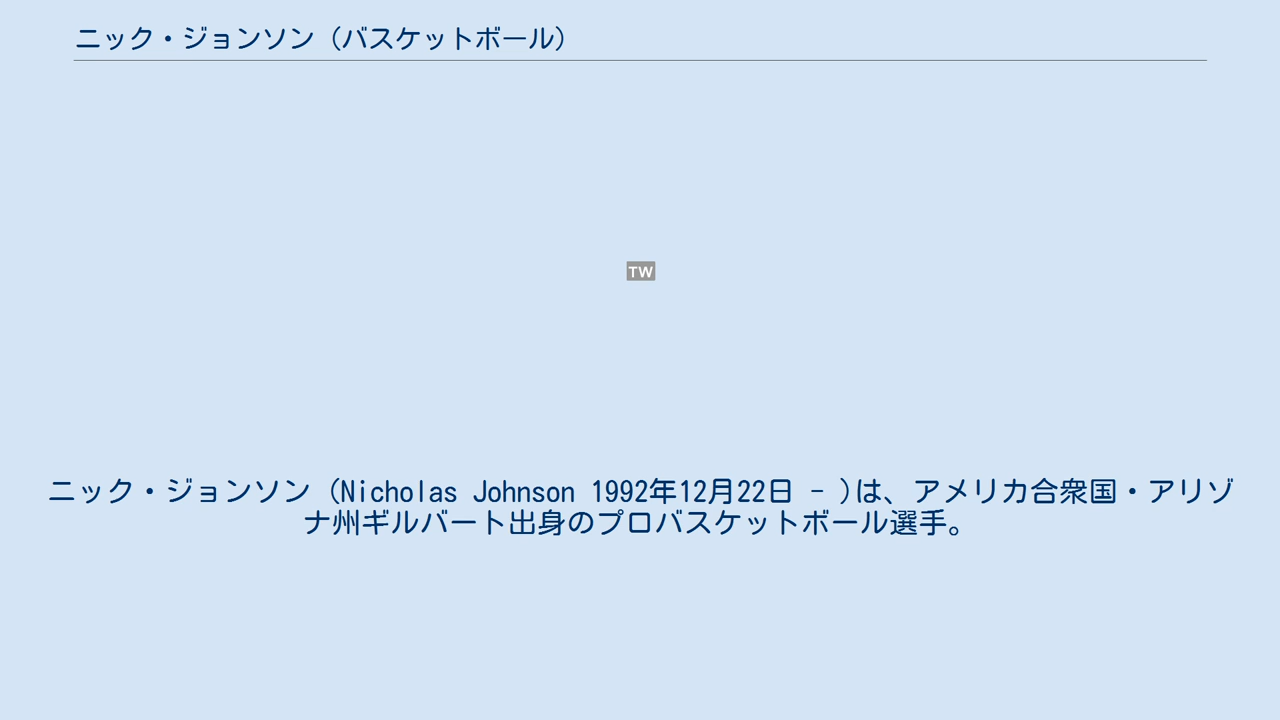 ニック・ジョンソン (バスケットボール)
TW
ニック・ジョンソン (Nicholas Johnson 1992年12月22日 - )は、アメリカ合衆国・アリゾ
ナ州ギルバート出身のプロバスケットボール選手。